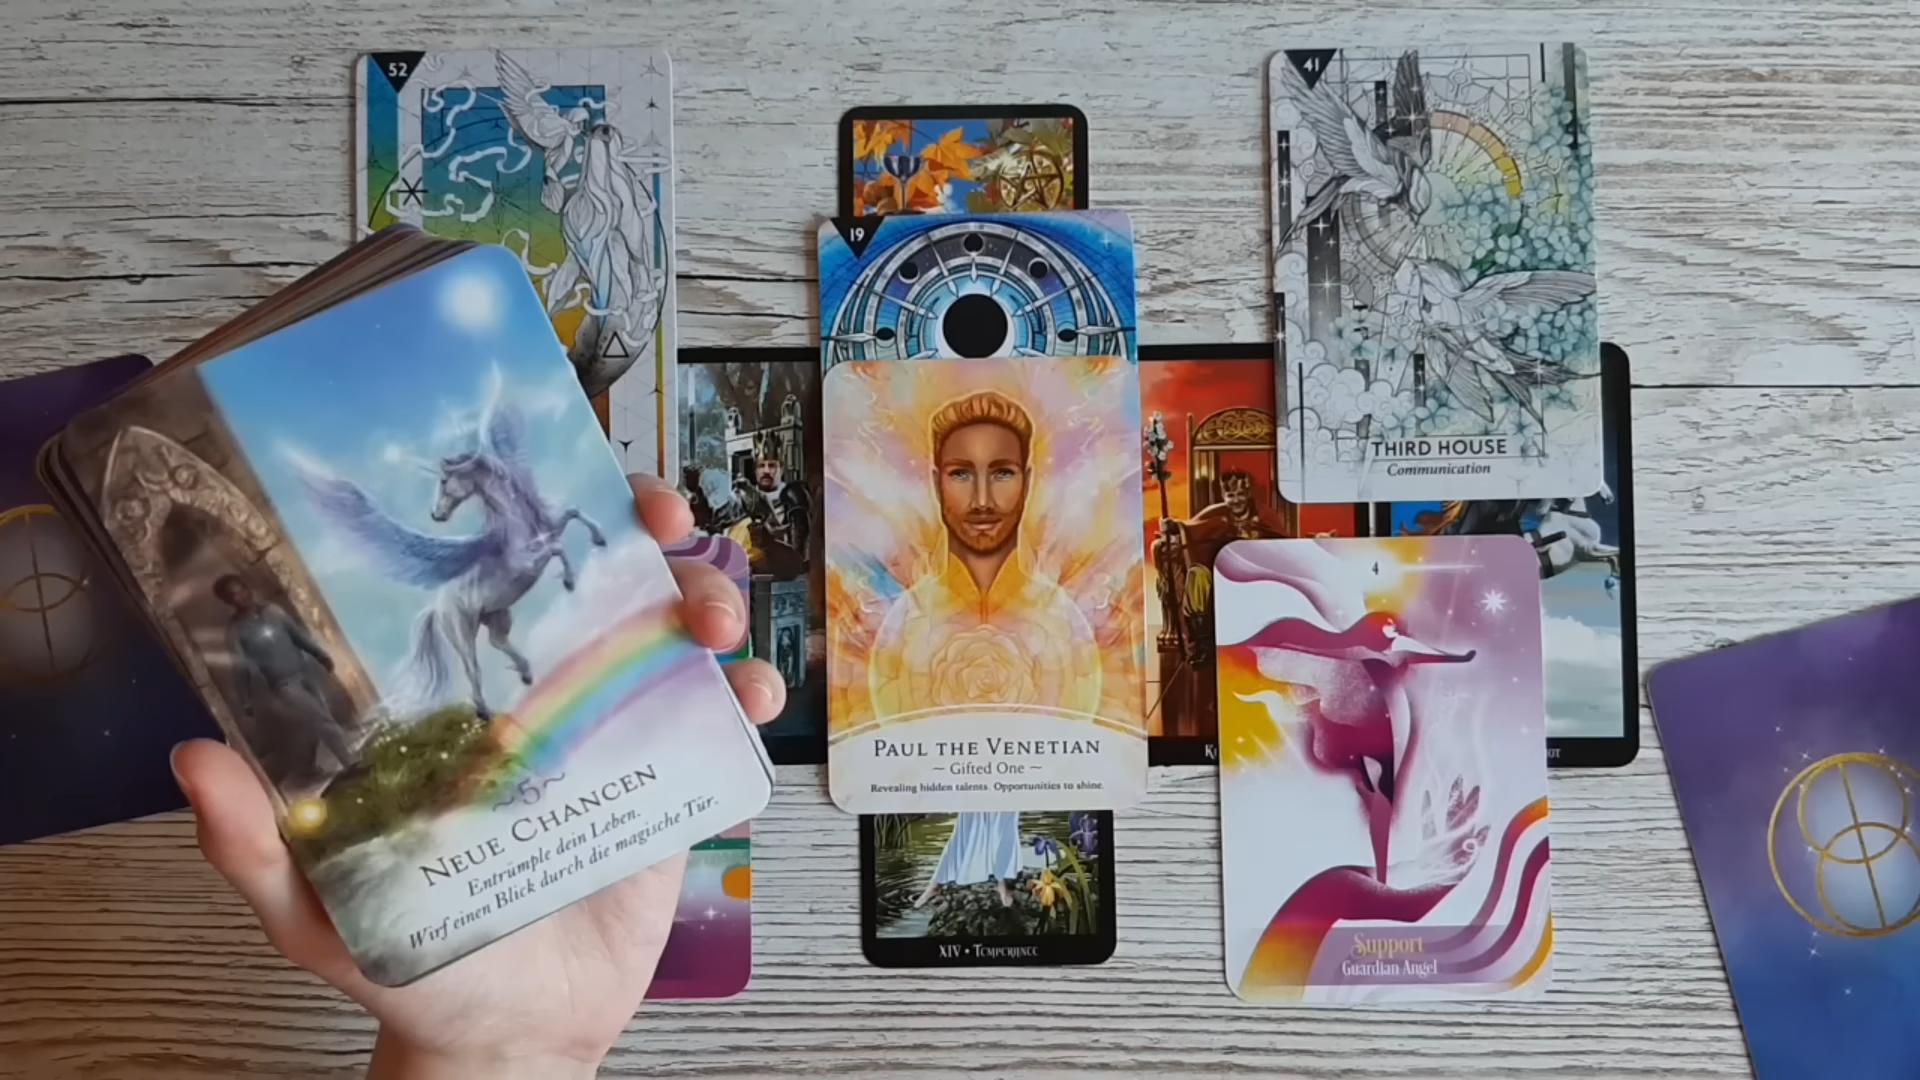 52
41
19
THIRD HOUSE
Communication
4
PAUL THE VENETIAN
~ Gifted One ~
Revealing hidden talents. Opportunities to shine.
~5~
NEUE CHANCEN
Entrümple dein Leben.
Wirf einen Blick durch die magische Tür.
XIV • TEMPERANCE
Support
Guardian Angel